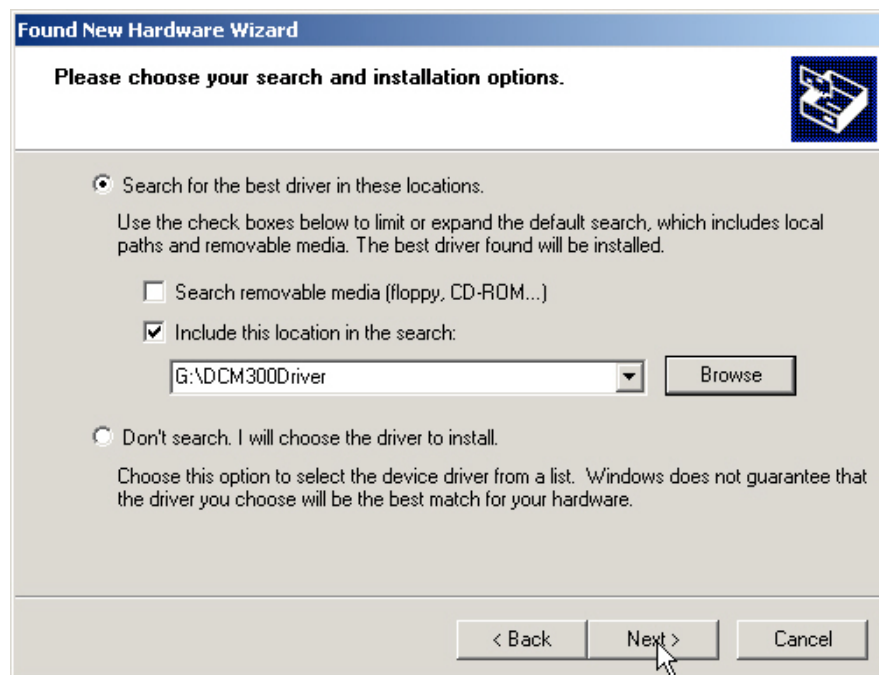 Found New Hardware Wizard
Please choose your search and installation options.
Search for the best driver in these locations.
Use the check boxes below to limit or expand the default search, which includes local
paths and removable media. The best driver found will be installed.
Search removable media (floppy, CD-ROM...)
Include this location in the search:
G:\DCM300Driver
Browse
Don't search. I will choose the driver to install.
Choose this option to select the device driver from a list.  Windows does not guarantee that
the driver you choose will be the best match for your hardware.
< Back
Next >
Cancel